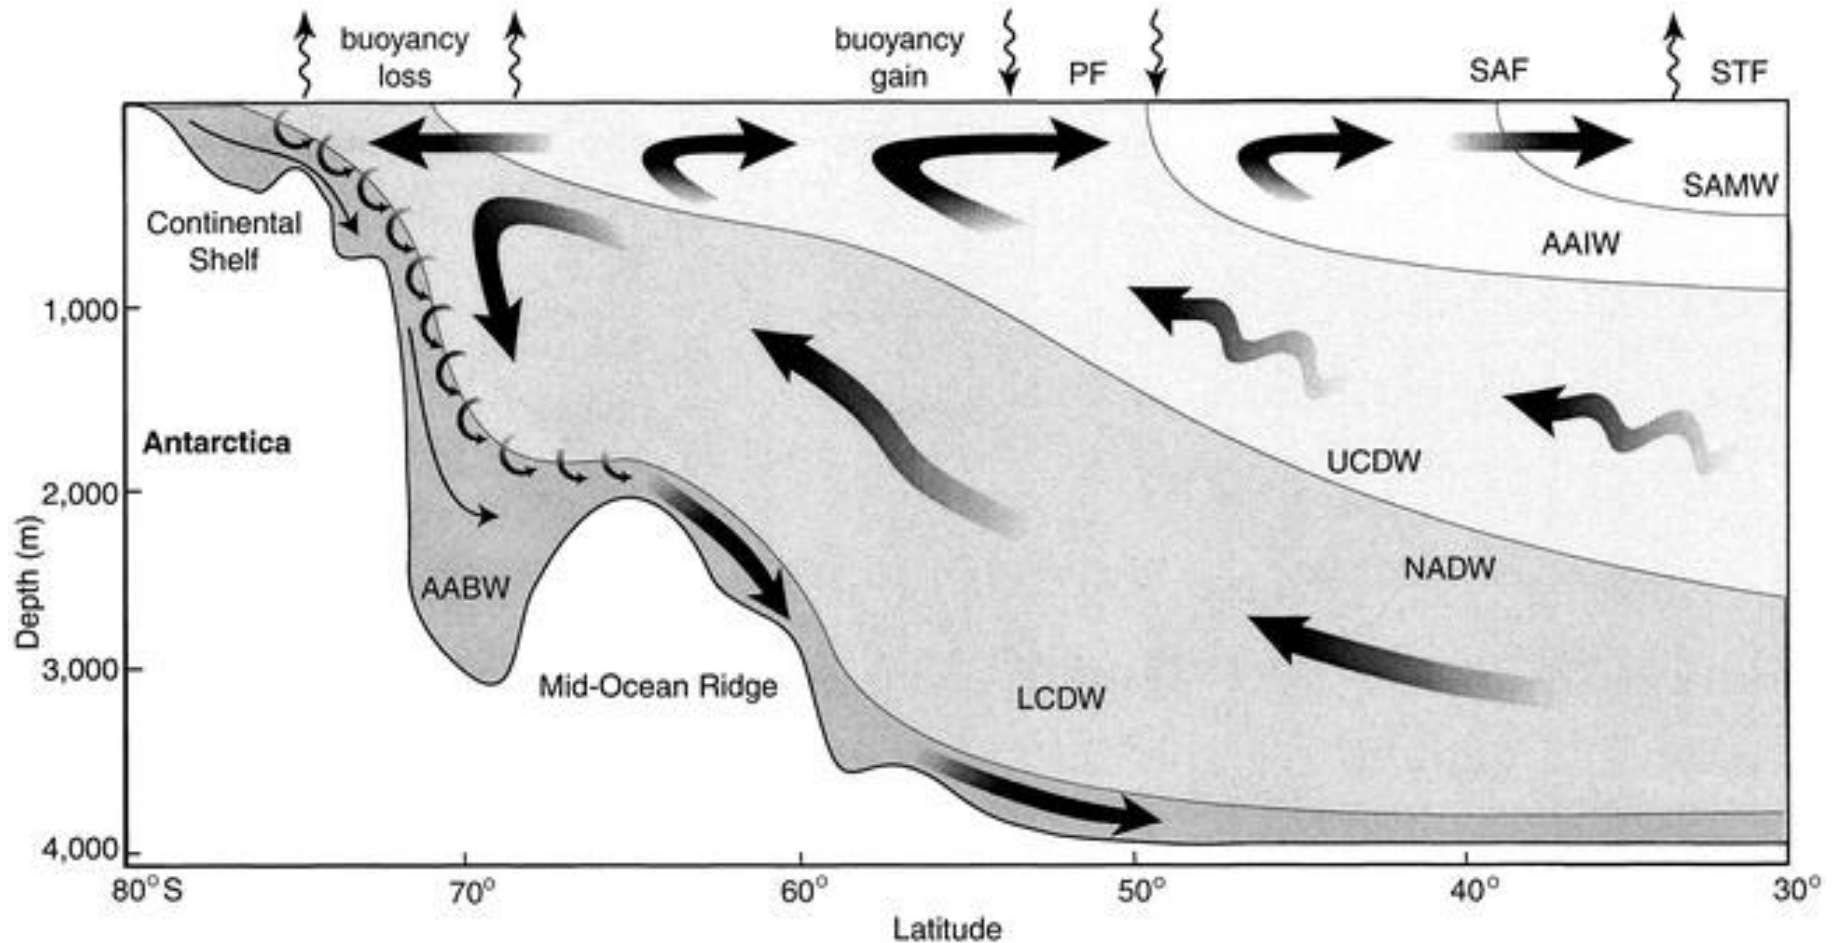 buoyancy
loss
buoyancy
gain
PF
SAF
STF
SAMW
AAIW
Continental
Shelf
1,000
Antarctica
UCDW
2,000
NADW
AABW
Depth (m)
3,000
Mid-Ocean Ridge
LCDW
4,000
80°S 70° 60° 50° 40° 30°
Latitude